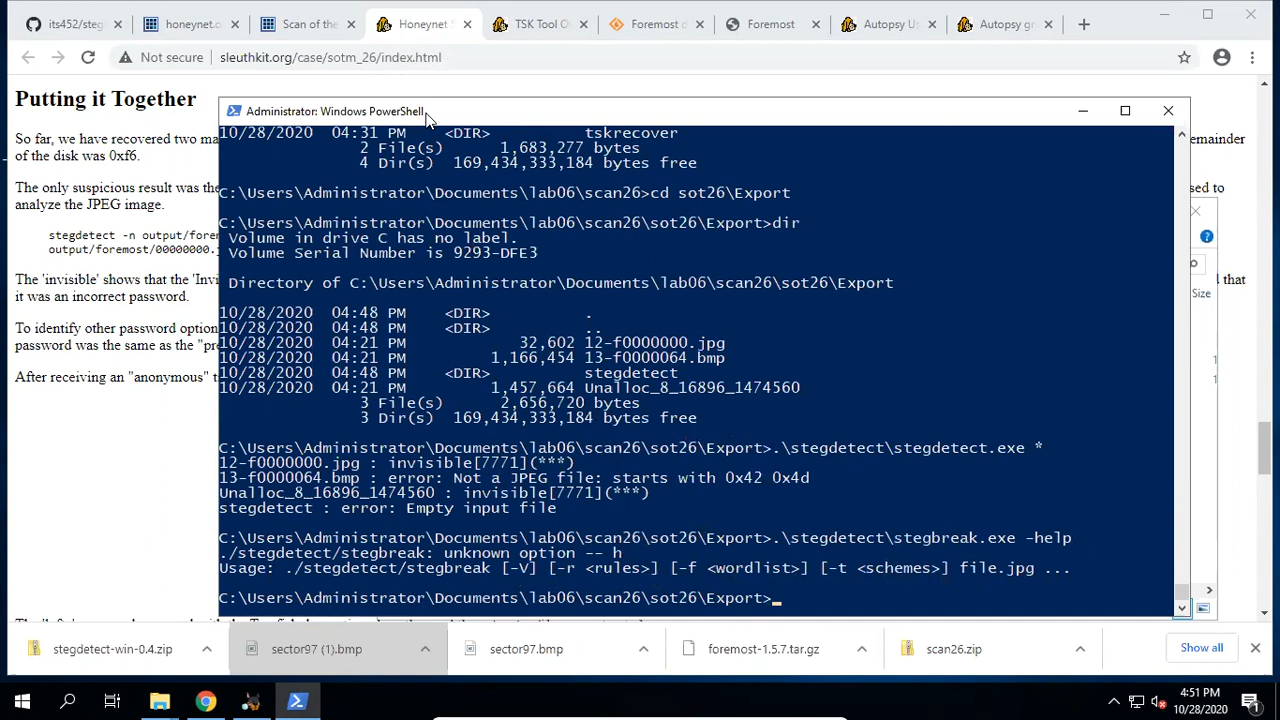 its452/steg
honeynet.o
Scan of the
Honeynet S
TSK Tool O
Foremost d
Foremost
Autopsy Us
Autopsy gr
Not secure
sleuthkit.org/case/sotm_26/index.html
Putting it Together
So far, we have recovered two ma
emainder
of the disk was 0xf6.
The only suspicious result was the
sed to
analyze the JPEG image.
stegdetect -n output/forem
output/foremost/00000000.j
The 'invisible' shows that the 'Invi
d that
it was an incorrect password.
To identify other password option
password was the same as the "pr
After receiving an "anonymous" t
Size
Administrator: Windows PowerShell
10/28/2020  04:31 PM    <DIR>          tskrecover
2 File(s)      1,683,277 bytes
4 Dir(s)  169,434,333,184 bytes free
C:\Users\Administrator\Documents\lab06\scan26>cd sot26\Export
C:\Users\Administrator\Documents\lab06\scan26\sot26\Export>dir
Volume in drive C has no label.
Volume Serial Number is 9293-DFE3
Directory of C:\Users\Administrator\Documents\lab06\scan26\sot26\Export
10/28/2020  04:48 PM    <DIR>          .
10/28/2020  04:48 PM    <DIR>          ..
10/28/2020  04:21 PM            32,602 12-f0000000.jpg
10/28/2020  04:21 PM         1,166,454 13-f0000064.bmp
10/28/2020  04:48 PM    <DIR>          stegdetect
10/28/2020  04:21 PM         1,457,664 Unalloc_8_16896_1474560
3 File(s)      2,656,720 bytes
3 Dir(s)  169,434,333,184 bytes free
C:\Users\Administrator\Documents\lab06\scan26\sot26\Export>.\stegdetect\stegdetect.exe *
12-f0000000.jpg : invisible[7771](***)
13-f0000064.bmp : error: Not a JPEG file: starts with 0x42 0x4d
Unalloc_8_16896_1474560 : invisible[7771](***)
stegdetect : error: Empty input file
C:\Users\Administrator\Documents\lab06\scan26\sot26\Export>.\stegdetect\stegbreak.exe -help
./stegdetect/stegbreak: unknown option -- h
Usage: ./stegdetect/stegbreak [-V] [-r <rules>] [-f <wordlist>] [-t <schemes>] file.jpg ...
C:\Users\Administrator\Documents\lab06\scan26\sot26\Export>_
stegdetect-win-0.4.zip
sector97 (1).bmp
sector97.bmp
foremost-1.5.7.tar.gz
scan26.zip
Show all
4:51 PM
10/28/2020